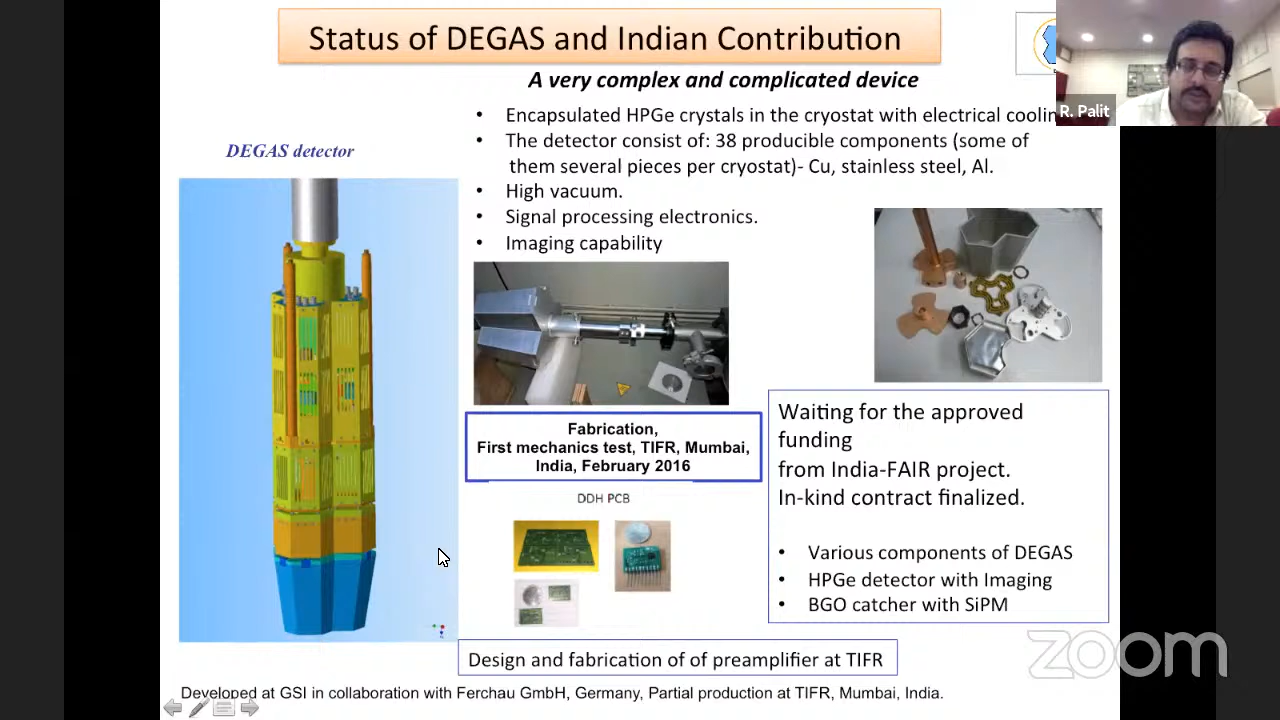 Status of DEGAS and Indian Contribution
A very complex and complicated device
R. Palit
• Encapsulated HPGe crystals in the cryostat with electrical coolin
• The detector consist of: 38 producible components (some of
them several pieces per cryostat)- Cu, stainless steel, Al.
• High vacuum.
• Signal processing electronics.
• Imaging capability
DEGAS detector
Fabrication,
First mechanics test, TIFR, Mumbai,
India, February 2016
DDH PCB
Waiting for the approved
funding
from India-FAIR project.
In-kind contract finalized.
• Various components of DEGAS
• HPGe detector with Imaging
• BGO catcher with SiPM
Design and fabrication of of preamplifier at TIFR
zoom
Developed at GSI in collaboration with Ferchau GmbH, Germany, Partial production at TIFR, Mumbai, India.